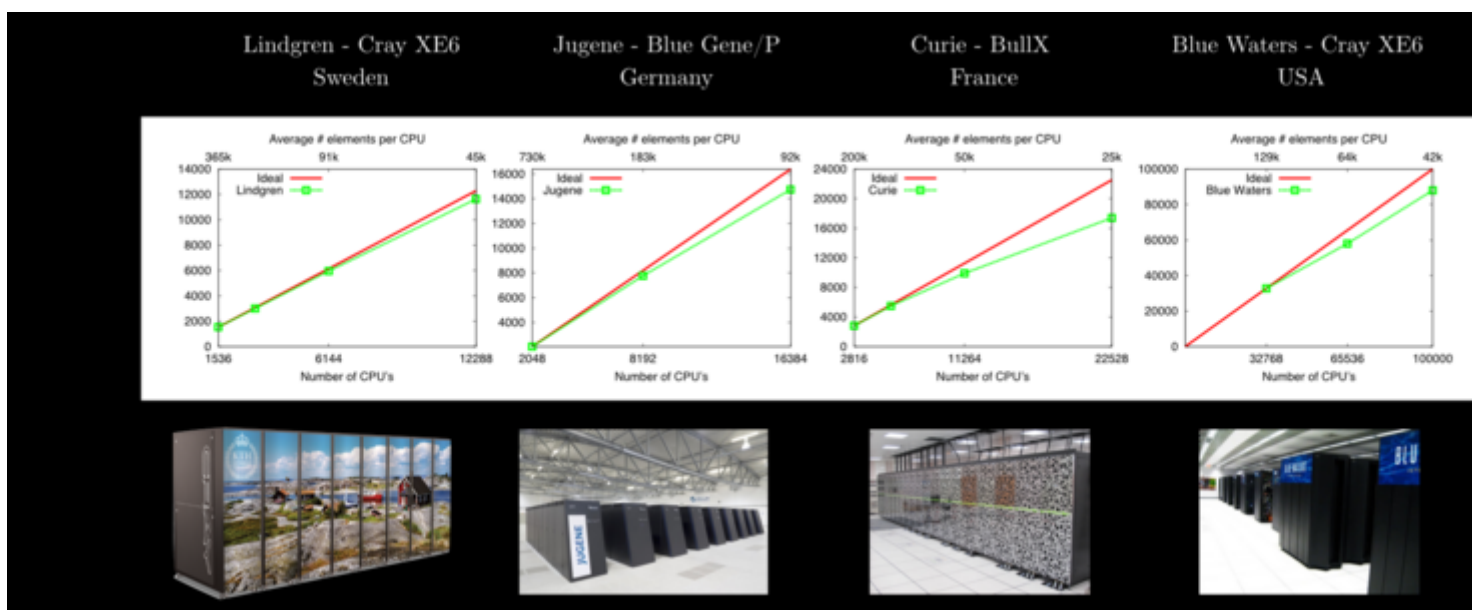 Lindgren - Cray XE6
Sweden
Jugene - Blue Gene/P
Germany
Curie - BullX
France
Blue Waters - Cray XE6
USA
Average # elements per CPU
365k 91k 45k
14000
12000
10000
8000
6000
4000
2000
0
Ideal
Lindgren
1536 6144 12288
Number of CPU's
Average # elements per CPU
730k 183k 92k
16000
14000
12000
10000
8000
6000
4000
Ideal
Jugene
2048 8192 16384
Number of CPU's
Average # elements per CPU
200k 50k 25k
24000
20000
16000
12000
8000
4000
0
Ideal
Curie
2816 11264 22528
Number of CPU's
Average # elements per CPU
129k 64k 42k
100000
80000
60000
40000
20000
0
Ideal
Blue Waters
32768 65536 100000
Number of CPU's
JUGENE
BLUE WATERS
BLU